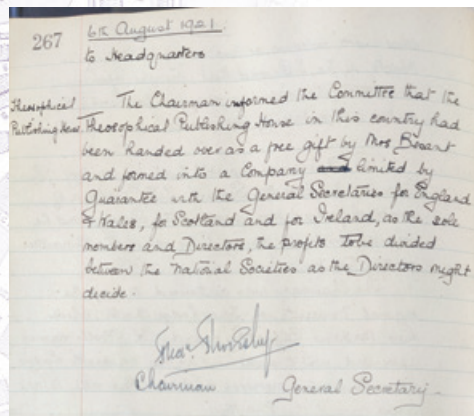 267
6th August 1921
to Headquarters
Theosophical The Chairman informed the Committee that the
Publishing House. Theosophical Publishing House in this country had
been handed over as a free gift by Mrs Besant
and formed into a Company limited by
Guarantee with the General Secretaries for England
& Wales, for Scotland and for Ireland, as the sole
members and Directors, the profits to be divided
between the National Societies as the Directors might
decide.
Chairman General Secretary.